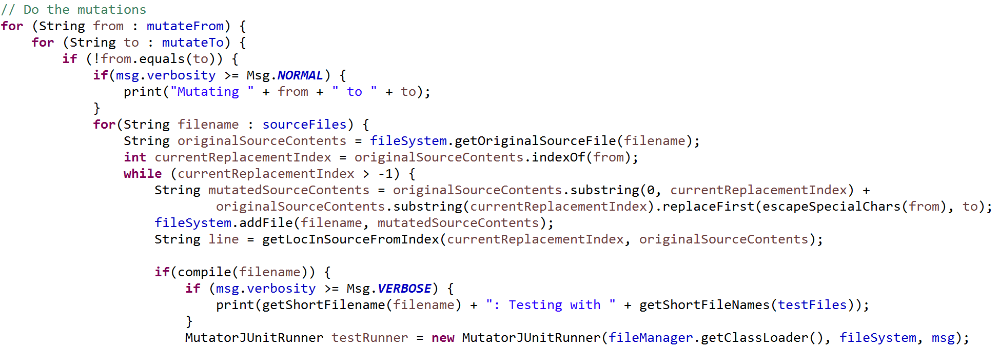 // Do the mutations
for (String from : mutateFrom) {
    for (String to : mutateTo) {
        if (!from.equals(to)) {
            if(msg.verbosity >= Msg.NORMAL) {
                print("Mutating " + from + " to " + to);
            }
            for(String filename : sourceFiles) {
                String originalSourceContents = fileSystem.getOriginalSourceFile(filename);
                int currentReplacementIndex = originalSourceContents.indexOf(from);
                while (currentReplacementIndex > -1) {
                    String mutatedSourceContents = originalSourceContents.substring(0, currentReplacementIndex) +
                            originalSourceContents.substring(currentReplacementIndex).replaceFirst(escapeSpecialChars(from), to);
                    fileSystem.addFile(filename, mutatedSourceContents);
                    String line = getLocInSourceFromIndex(currentReplacementIndex, originalSourceContents);

                    if(compile(filename)) {
                        if (msg.verbosity >= Msg.VERBOSE) {
                            print(getShortFilename(filename) + ": Testing with " + getShortFileNames(testFiles));
                        }
                        MutatorJUnitRunner testRunner = new MutatorJUnitRunner(fileManager.getClassLoader(), fileSystem, msg);